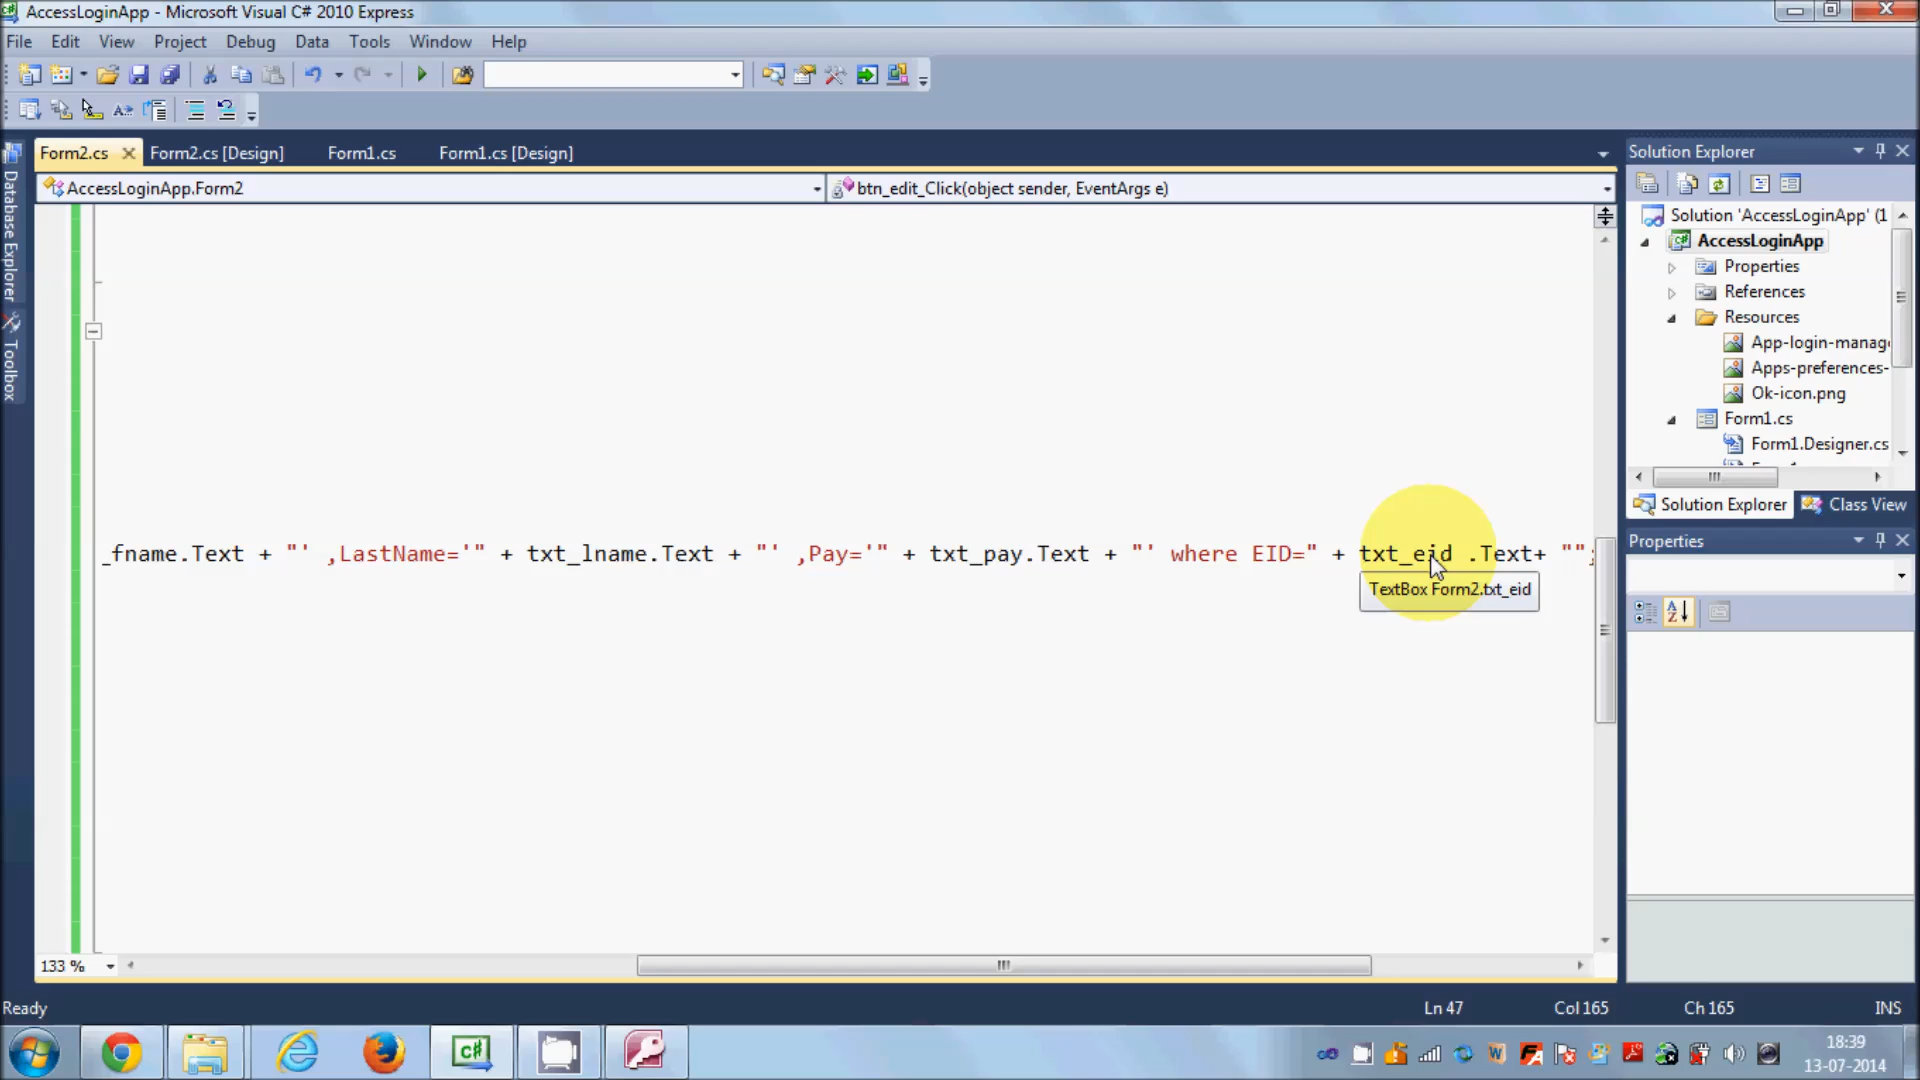 AccessLoginApp - Microsoft Visual C# 2010 Express
File Edit View Project Debug Data Tools Window Help
Form2.cs Form2.cs [Design] Form1.cs Form1.cs [Design]
AccessLoginApp.Form2 btn_edit_Click(object sender, EventArgs e)
Database Explorer
Toolbox
_fname.Text + "' ,LastName='" + txt_lname.Text + "' ,Pay='" + txt_pay.Text + "' where EID=" + txt_eid .Text+ "";
TextBox Form2.txt_eid
133 %
Solution Explorer
Solution 'AccessLoginApp' (1
AccessLoginApp
Properties
References
Resources
App-login-manag
Apps-preferences-
Ok-icon.png
Form1.cs
Form1.Designer.cs
Solution Explorer Class View
Properties
Ready Ln 47 Col 165 Ch 165 INS
18:39
13-07-2014